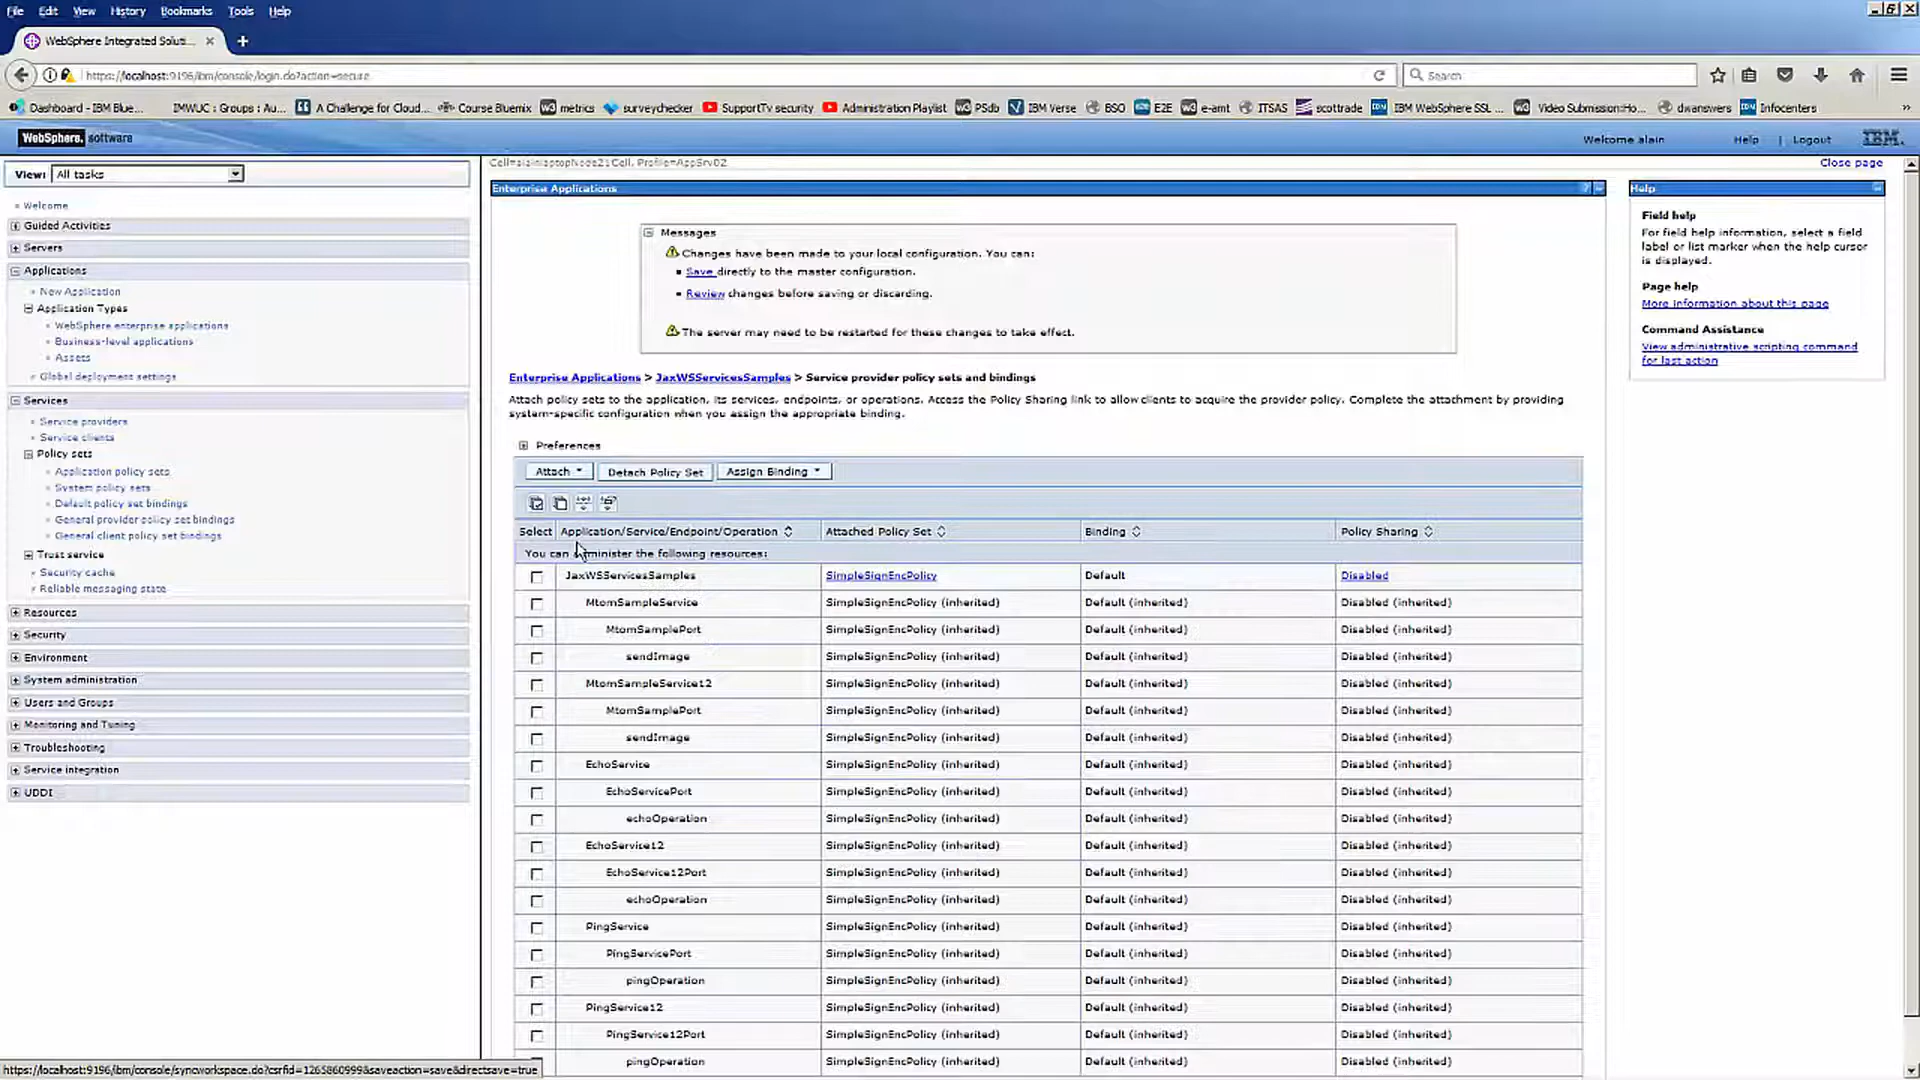 File Edit View History Bookmarks Tools Help
WebSphere Integrated Soluti...
https://localhost:9196/ibm/console/login.do?action=secure
Search
Dashboard - IBM Blue... IMWUC : Groups : Au... A Challenge for Cloud... Course Bluemix metrics surveychecker SupportTv security Administration Playlist PSdb IBM Verse BSO E2E e-amt ITSAS scottrade IBM WebSphere SSL ... Video Submission:Ho... dwanswers Infocenters
WebSphere. software
Welcome alain Help | Logout IBM
View: All tasks
Welcome
Guided Activities
Servers
Applications
New Application
Application Types
WebSphere enterprise applications
Business-level applications
Assets
Global deployment settings
Services
Service providers
Service clients
Policy sets
Application policy sets
System policy sets
Default policy set bindings
General provider policy set bindings
General client policy set bindings
Trust service
Security cache
Reliable messaging state
Resources
Security
Environment
System administration
Users and Groups
Monitoring and Tuning
Troubleshooting
Service integration
UDDI
Cell=alainlaptopNode21Cell, Profile=AppSrv02
Close page
Enterprise Applications
Messages
Changes have been made to your local configuration. You can:
Save directly to the master configuration.
Review changes before saving or discarding.
The server may need to be restarted for these changes to take effect.
Enterprise Applications > JaxWSServicesSamples > Service provider policy sets and bindings
Attach policy sets to the application, its services, endpoints, or operations. Access the Policy Sharing link to allow clients to acquire the provider policy. Complete the attachment by providing
system-specific configuration when you assign the appropriate binding.
Preferences
Attach Detach Policy Set Assign Binding
Select Application/Service/Endpoint/Operation Attached Policy Set Binding Policy Sharing
You can administer the following resources:
JaxWSServicesSamples SimpleSignEncPolicy Default Disabled
MtomSampleService SimpleSignEncPolicy (inherited) Default (inherited) Disabled (inherited)
MtomSamplePort SimpleSignEncPolicy (inherited) Default (inherited) Disabled (inherited)
sendImage SimpleSignEncPolicy (inherited) Default (inherited) Disabled (inherited)
MtomSampleService12 SimpleSignEncPolicy (inherited) Default (inherited) Disabled (inherited)
MtomSamplePort SimpleSignEncPolicy (inherited) Default (inherited) Disabled (inherited)
sendImage SimpleSignEncPolicy (inherited) Default (inherited) Disabled (inherited)
EchoService SimpleSignEncPolicy (inherited) Default (inherited) Disabled (inherited)
EchoServicePort SimpleSignEncPolicy (inherited) Default (inherited) Disabled (inherited)
echoOperation SimpleSignEncPolicy (inherited) Default (inherited) Disabled (inherited)
EchoService12 SimpleSignEncPolicy (inherited) Default (inherited) Disabled (inherited)
EchoService12Port SimpleSignEncPolicy (inherited) Default (inherited) Disabled (inherited)
echoOperation SimpleSignEncPolicy (inherited) Default (inherited) Disabled (inherited)
PingService SimpleSignEncPolicy (inherited) Default (inherited) Disabled (inherited)
PingServicePort SimpleSignEncPolicy (inherited) Default (inherited) Disabled (inherited)
pingOperation SimpleSignEncPolicy (inherited) Default (inherited) Disabled (inherited)
PingService12 SimpleSignEncPolicy (inherited) Default (inherited) Disabled (inherited)
PingService12Port SimpleSignEncPolicy (inherited) Default (inherited) Disabled (inherited)
pingOperation SimpleSignEncPolicy (inherited) Default (inherited) Disabled (inherited)
Help
Field help
For field help information, select a field
label or list marker when the help cursor
is displayed.
Page help
More information about this page
Command Assistance
View administrative scripting command
for last action
https://localhost:9196/ibm/console/syncworkspace.do?csrfid=1265860999&saveaction=save&directsave=true